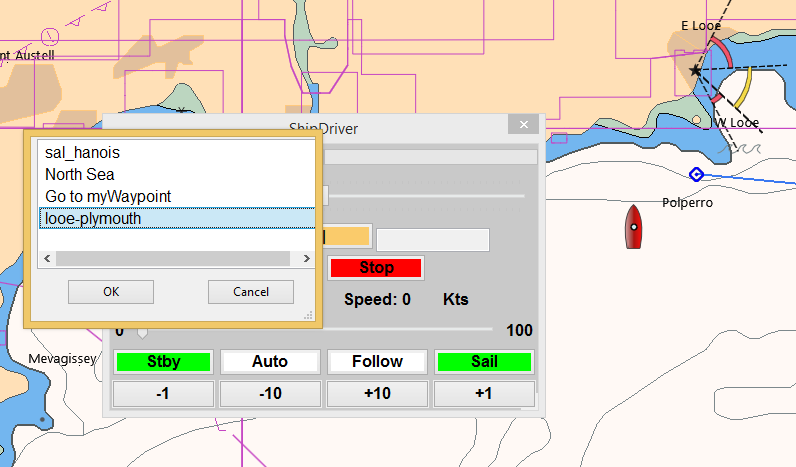 E Looe
nt Austell
ShipDriver
W Looe
sal_hanois
North Sea
Go to myWaypoint
looe-plymouth
Polperro
Stop
OK
Cancel
Speed: 0 Kts
0 100
Mevagissey
Stby Auto Follow Sail
-1 -10 +10 +1